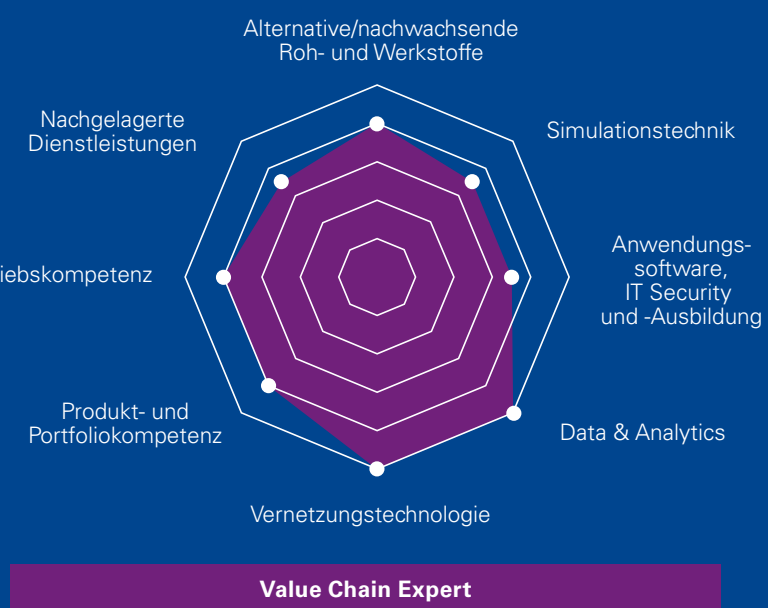 Alternative/nachwachsende
Roh- und Werkstoffe
Nachgelagerte
Dienstleistungen
Simulationstechnik
Anwendungs-
software,
IT Security
und -Ausbildung
iebskompetenz
Produkt- und
Portfoliokompetenz
Data & Analytics
Vernetzungstechnologie
Value Chain Expert